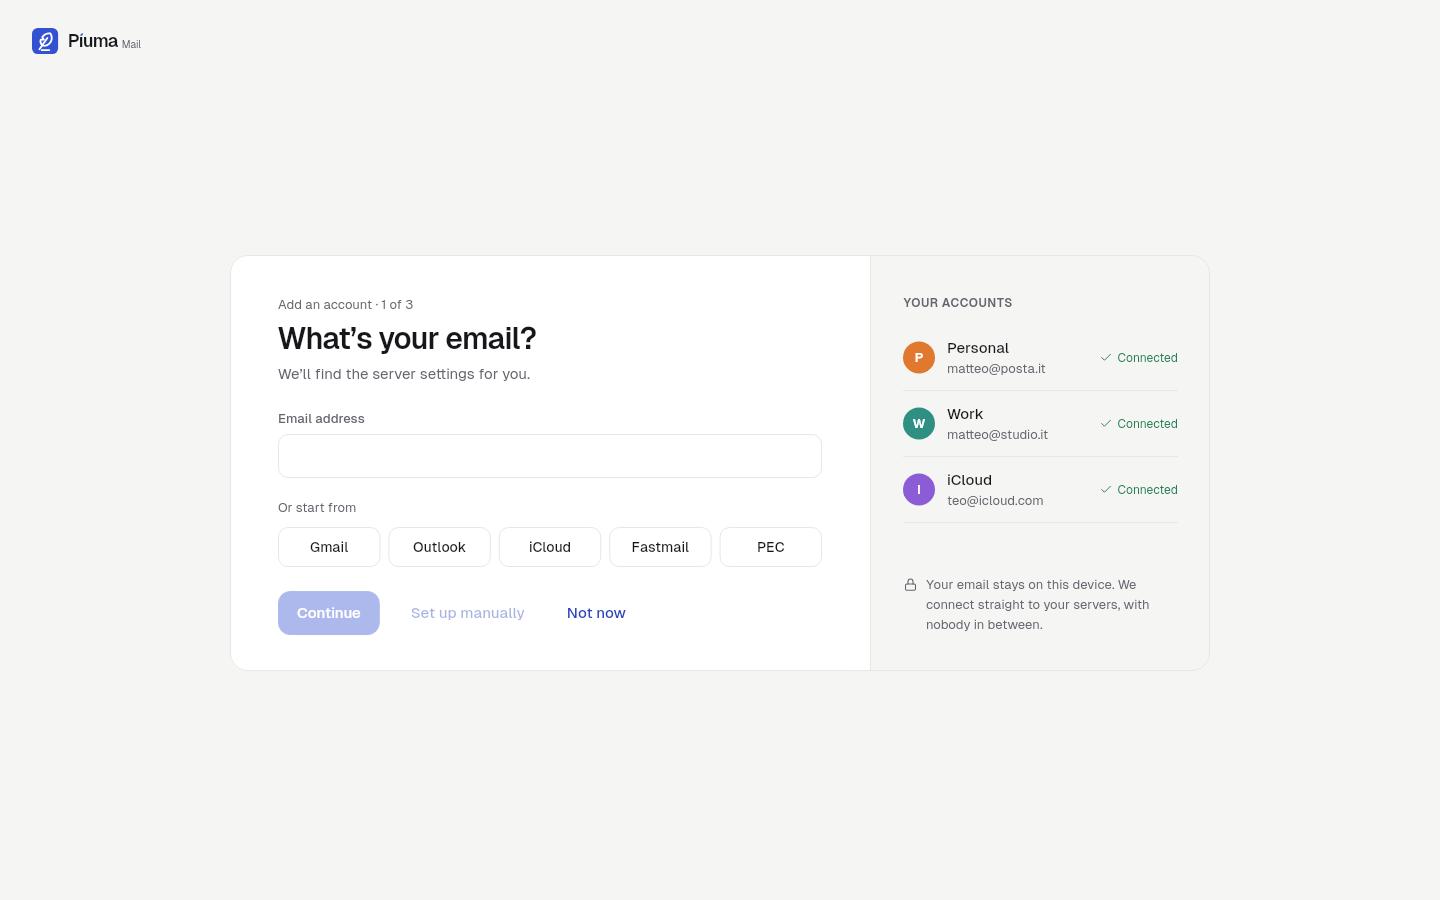 Píuma Mail
Add an account · 1 of 3
What’s your email?
We’ll find the server settings for you.
Email address
Or start from
Gmail
Outlook
iCloud
Fastmail
PEC
Continue
Set up manually
Not now
YOUR ACCOUNTS
P
Personal
matteo@posta.it
Connected
W
Work
matteo@studio.it
Connected
I
iCloud
teo@icloud.com
Connected
Your email stays on this device. We
connect straight to your servers, with
nobody in between.